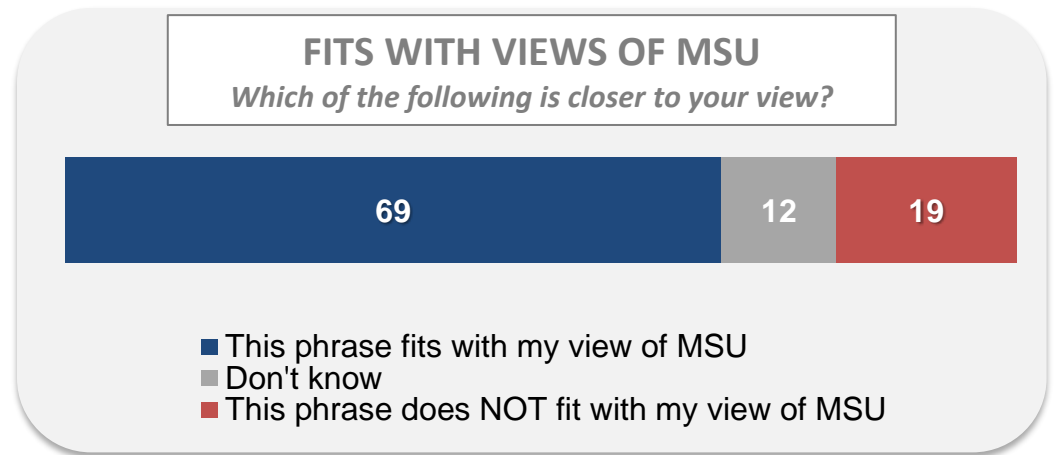 FITS WITH VIEWS OF MSU
Which of the following is closer to your view?
69 12 19
This phrase fits with my view of MSU
Don't know
This phrase does NOT fit with my view of MSU